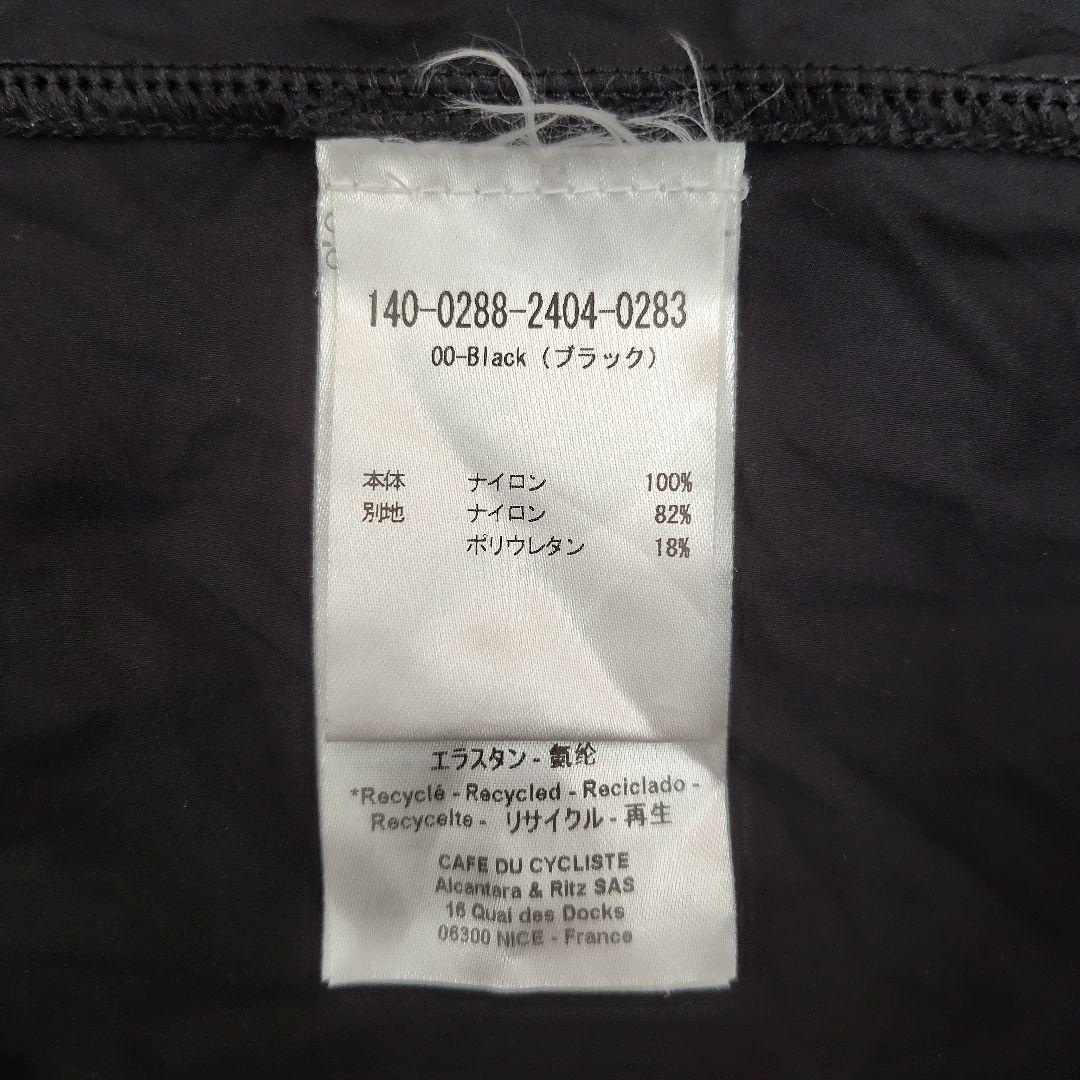 140-0288-2404-0283
00-Black (ブラック)
本体 ナイロン 100%
別地 ナイロン 82%
ポリウレタン 18%
エラスタン - 氨纶
*Recyclé - Recycled - Reciclado -
Recycelte - リサイクル - 再生
CAFE DU CYCLISTE
Alcantara & Ritz SAS
16 Quai des Docks
06300 NICE - France